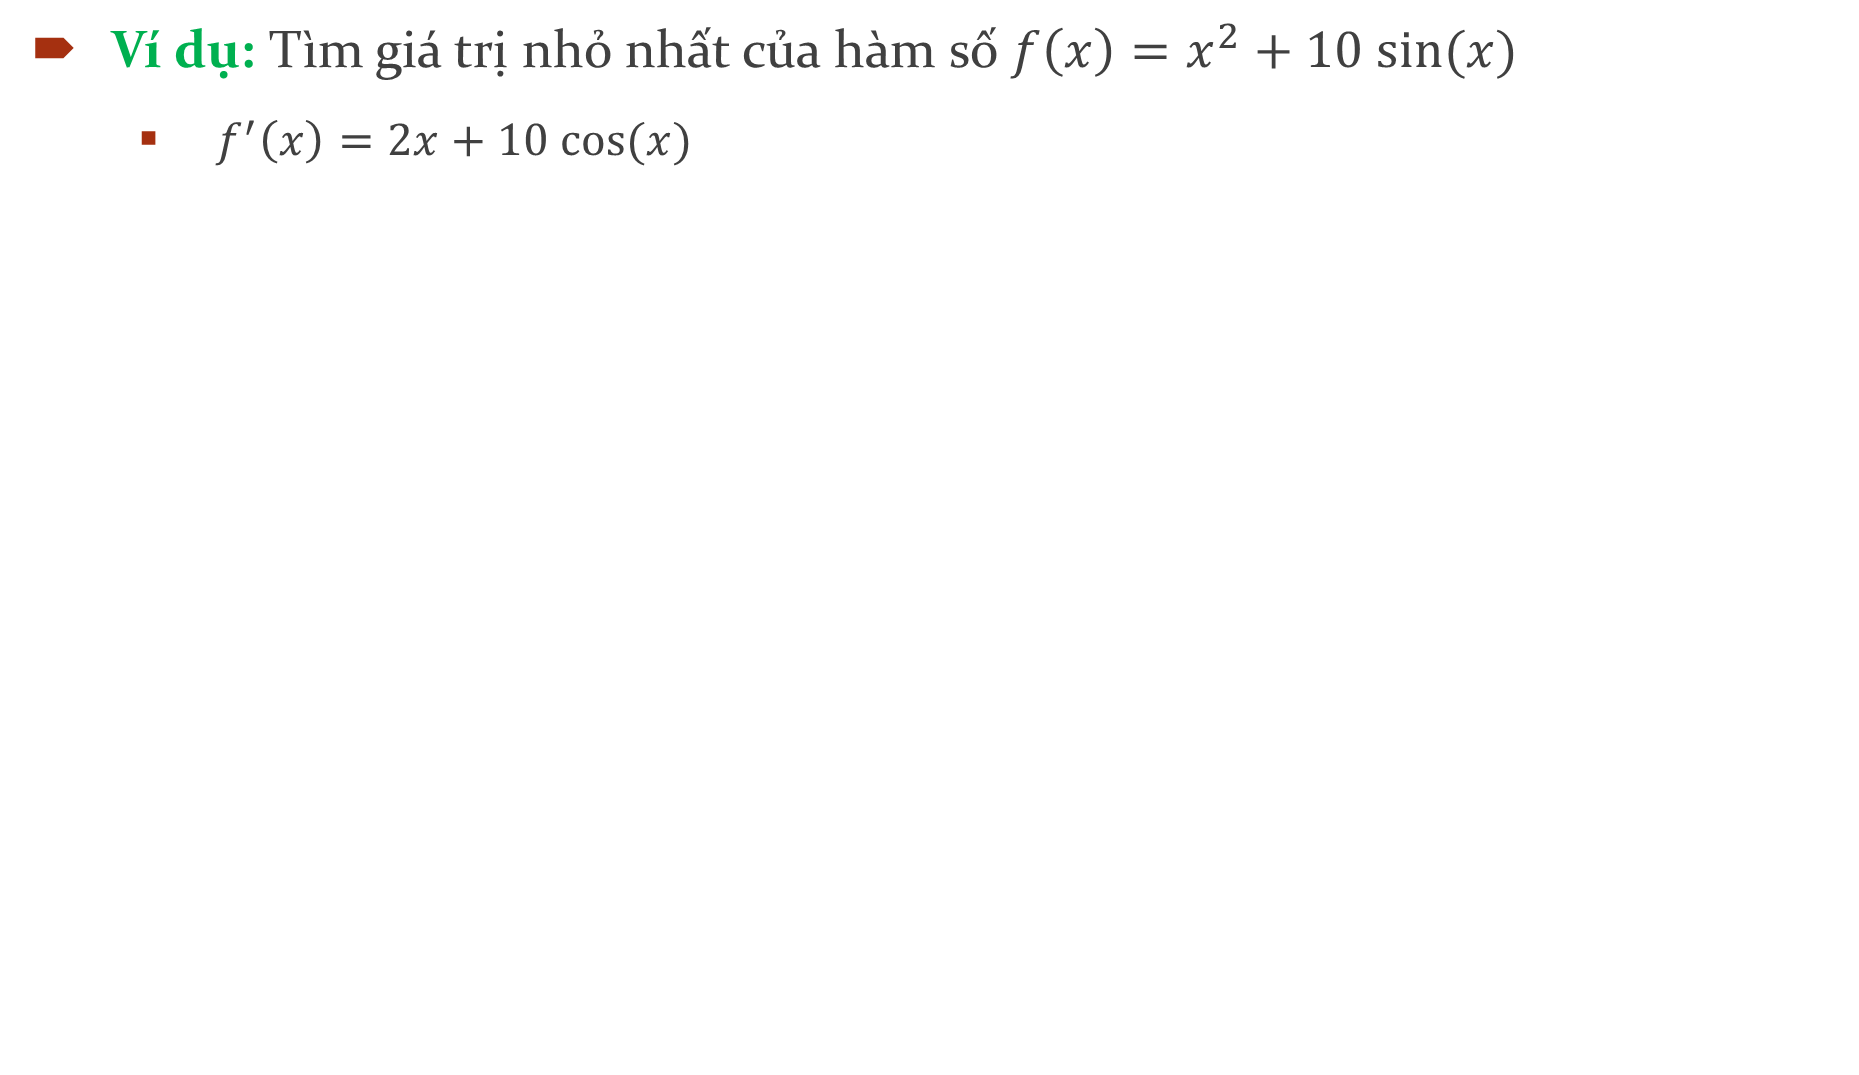 Ví dụ: Tìm giá trị nhỏ nhất của hàm số f(x) = x² + 10 sin(x)
f′(x) = 2x + 10 cos(x)